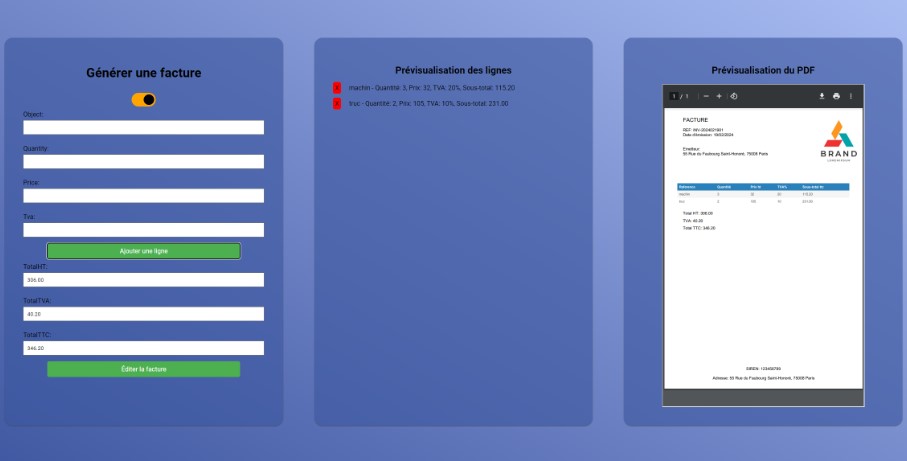 Générer une facture
Object:
Quantity:
Price:
Tva:
Ajouter une ligne
TotalHT:
306.00
TotalTVA:
40.20
TotalTTC:
346.20
Éditer la facture
Prévisualisation des lignes
machin - Quantité: 3, Prix: 32, TVA: 20%, Sous-total: 115.20
truc - Quantité: 2, Prix: 105, TVA: 10%, Sous-total: 231.00
Prévisualisation du PDF
1 / 1
FACTURE
Date d'émission:
Emetteur:
55 Rue du Faubourg Saint-Honoré, 75008 Paris
BRAND
Référence Quantité Prix Ht TVA% Sous-total ttc
machin 3 32 20 115.20
truc 2 105 10 231.00
Total HT: 306.00
TVA: 40.20
Total TTC: 346.20
SIREN: 123456789
Adresse: 55 Rue du Faubourg Saint-Honoré, 75008 Paris